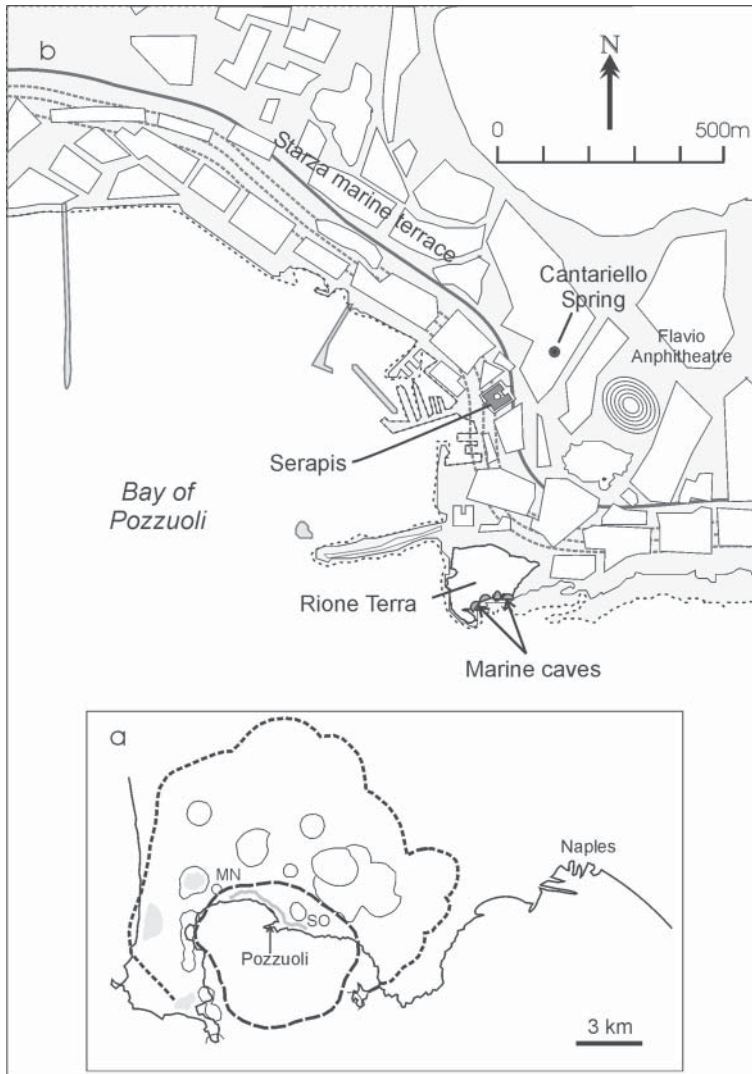 b
N
0 500m
Starza marine terrace
Cantariello
Spring
Flavio
Anphitheatre
Serapis
Bay of
Pozzuoli
Rione Terra
Marine caves
a
Naples
MN
SO
Pozzuoli
3 km